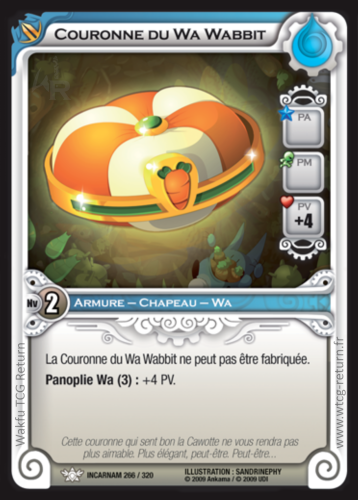 Couronne du Wa Wabbit
PA
PM
PV
+4
Nv 2 Armure – Chapeau – Wa
La Couronne du Wa Wabbit ne peut pas être fabriquée.
Panoplie Wa (3) : +4 PV.
Cette couronne qui sent bon la Cawotte ne vous rendra pas
plus aimable. Plus élégant, peut-être. Peut-être...
INCARNAM 266 / 320
ILLUSTRATION : SANDRINEPHY
© 2009 Ankama / © 2009 UDI
Wakfu TCG Return
www.wtcg-return.fr